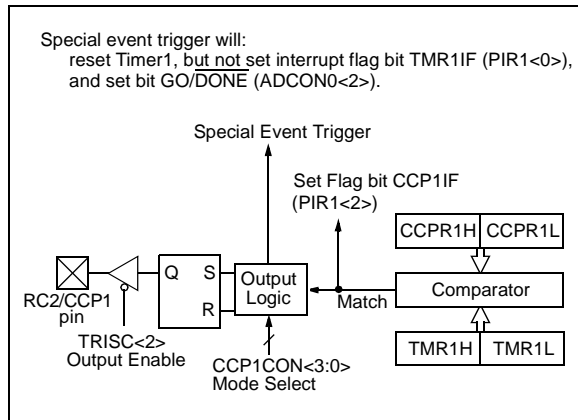 Special event trigger will:
reset Timer1, but not set interrupt flag bit TMR1IF (PIR1<0>),
and set bit GO/DONE (ADCON0<2>).
Special Event Trigger
Set Flag bit CCP1IF
(PIR1<2>)
CCPR1H CCPR1L
Q S Output
R Logic
Match
Comparator
RC2/CCP1
pin
TRISC<2>
Output Enable
CCP1CON<3:0>
Mode Select
TMR1H TMR1L